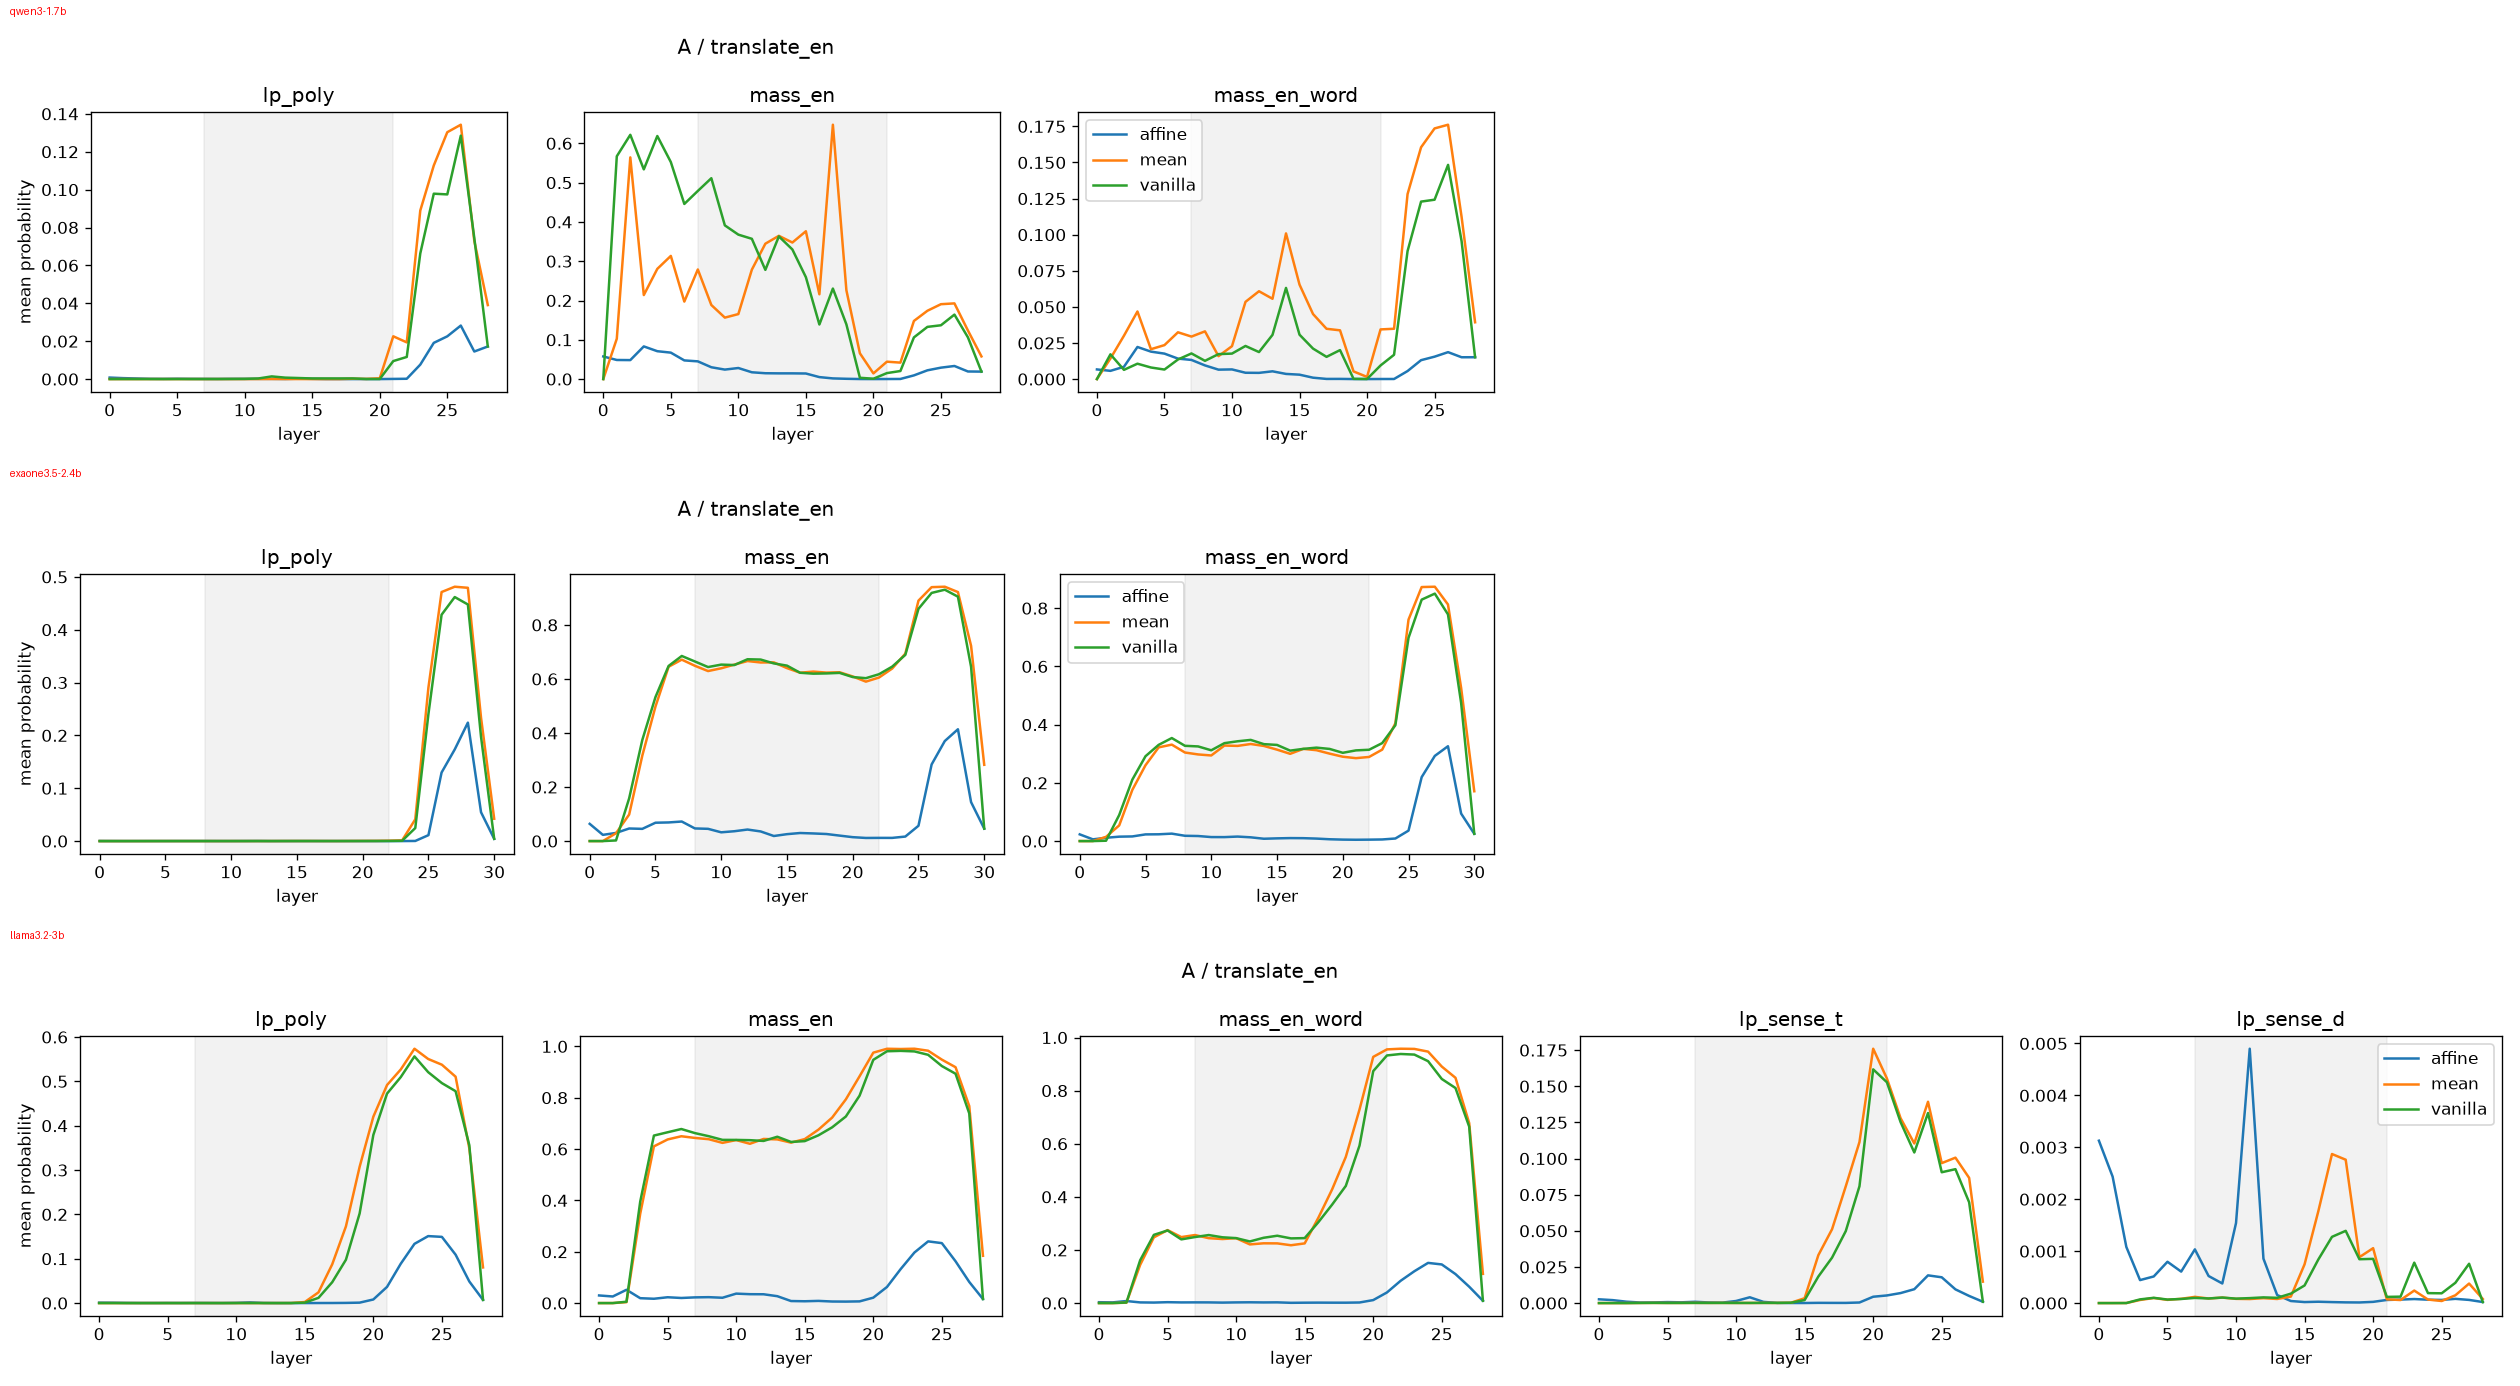 qwen3-1.7b
A / translate_en
lp_poly
mass_en
mass_en_word
mean probability
0.14
0.12
0.10
0.08
0.06
0.04
0.02
0.00
0 5 10 15 20 25
layer
0.6
0.5
0.4
0.3
0.2
0.1
0.0
0 5 10 15 20 25
layer
0.175
0.150
0.125
0.100
0.075
0.050
0.025
0.000
affine
mean
vanilla
0 5 10 15 20 25
layer
exaone3.5-2.4b
A / translate_en
lp_poly
mass_en
mass_en_word
mean probability
0.5
0.4
0.3
0.2
0.1
0.0
0 5 10 15 20 25 30
layer
0.8
0.6
0.4
0.2
0.0
0 5 10 15 20 25 30
layer
0.8
0.6
0.4
0.2
0.0
affine
mean
vanilla
0 5 10 15 20 25 30
layer
llama3.2-3b
A / translate_en
lp_poly
mass_en
mass_en_word
lp_sense_t
lp_sense_d
mean probability
0.6
0.5
0.4
0.3
0.2
0.1
0.0
0 5 10 15 20 25
layer
1.0
0.8
0.6
0.4
0.2
0.0
0 5 10 15 20 25
layer
1.0
0.8
0.6
0.4
0.2
0.0
0 5 10 15 20 25
layer
0.175
0.150
0.125
0.100
0.075
0.050
0.025
0.000
0 5 10 15 20 25
layer
0.005
0.004
0.003
0.002
0.001
0.000
affine
mean
vanilla
0 5 10 15 20 25
layer